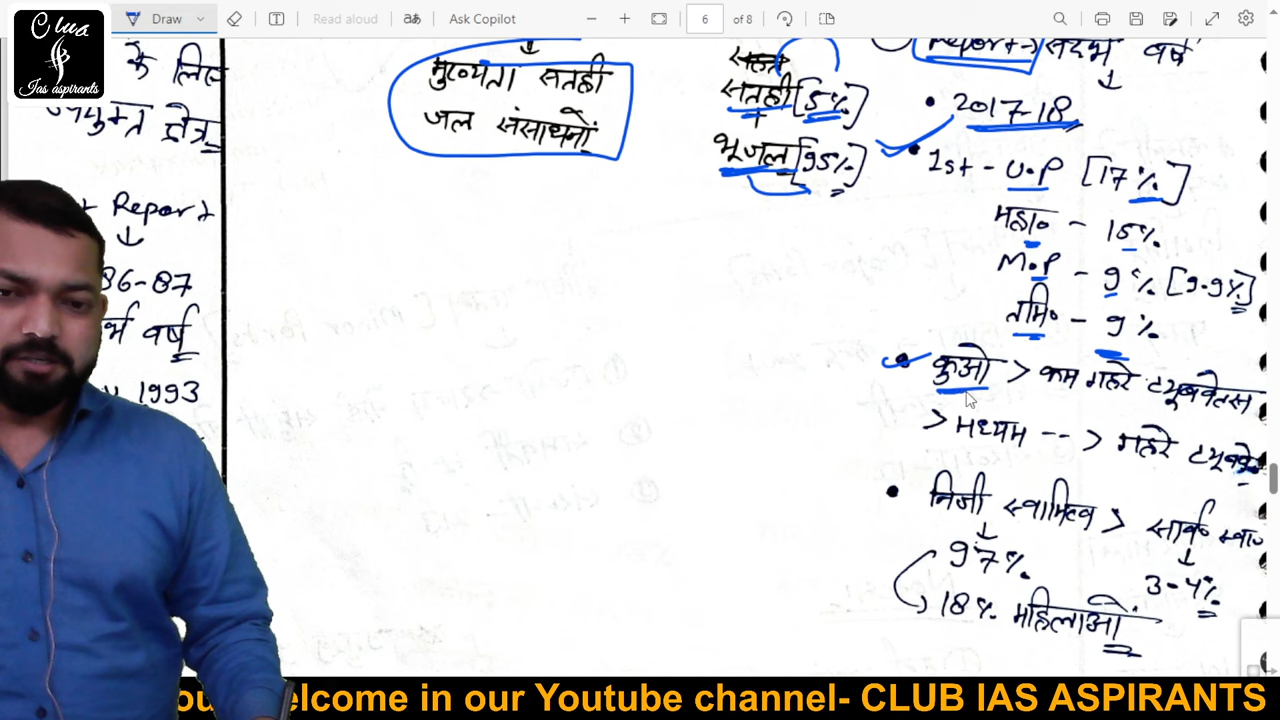 Draw
Read aloud
aあ
Ask Copilot
6
of 8
Club
Ias aspirants
के लिए
क्षेत्र
Report
↓
86-87
वर्ष
1993
↓
मुख्यता सतही
जल संसाधनों
सतही [5%]
+
भूजल [95%]
Report→ संदर्भ वर्ष
↓
• 2017-18
• 1st - U.P [17%]
महा० - 15%
M.P - 9% [9.9%]
तमि० - 9%
• कुओ > कम गहरे ट्यूबवेल्स
> मध्यम -- > गहरे
• निजी स्वामित्व > सार्व० स्वा०
↓ ↓
97% 3-4%
18% महिलाओं
elcome in our Youtube channel- CLUB IAS ASPIRANTS